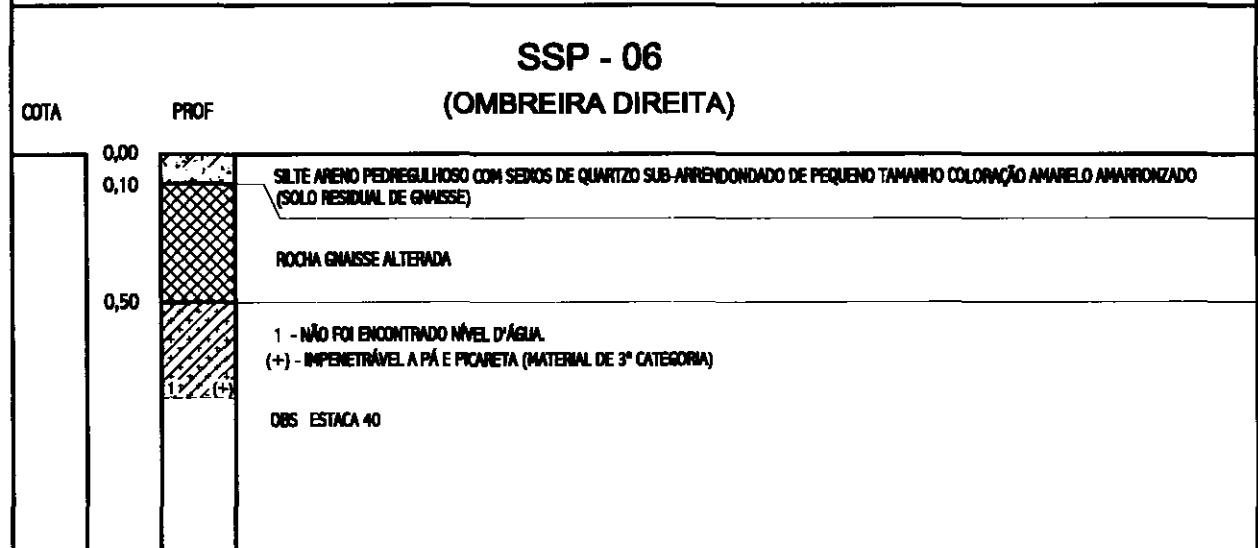 SSP - 06
(OMBREIRA DIREITA)
COTA PROF
0,00
SILTE ARENO PEDREGULHOSO COM SEIXOS DE QUARTZO SUB-ARRENDONDADO DE PEQUENO TAMANHO COLORAÇÃO AMARELO AMARRONZADO
0,10
(SOLO RESIDUAL DE GNAISSE)
ROCHA GNAISSE ALTERADA
0,50
1 - NÃO FOI ENCONTRADO NÍVEL D'ÁGUA.
(+) - IMPENETRÁVEL A PÁ E PICARETA (MATERIAL DE 3ª CATEGORIA)
1 (+)
OBS ESTACA 40